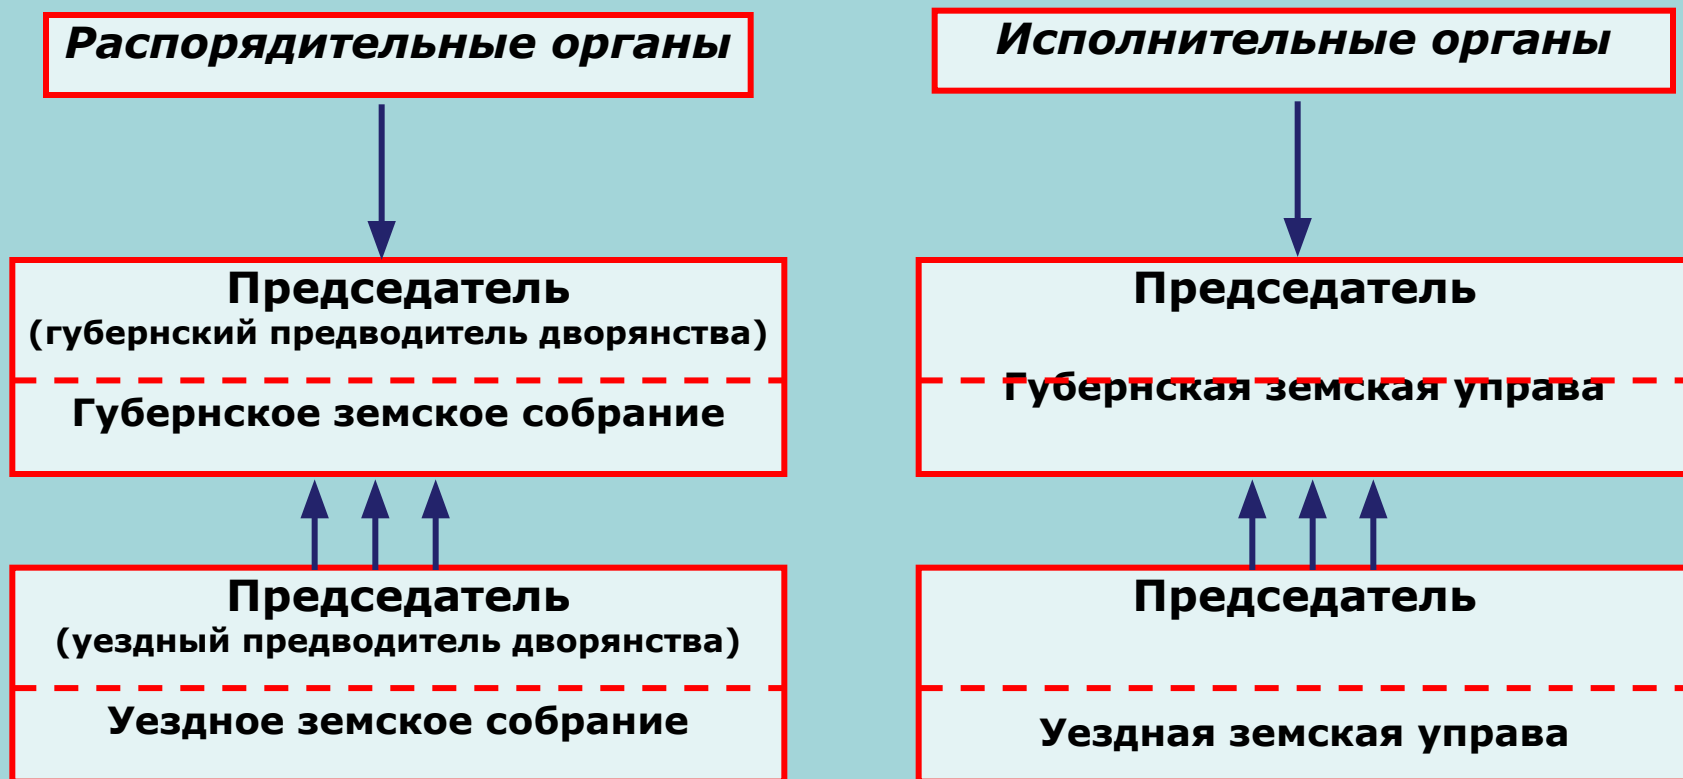 Распорядительные органы
Исполнительные органы
Председатель
(губернский предводитель дворянства)
Губернское земское собрание
Председатель
Губернская земская управа
Председатель
(уездный предводитель дворянства)
Уездное земское собрание
Председатель
Уездная земская управа